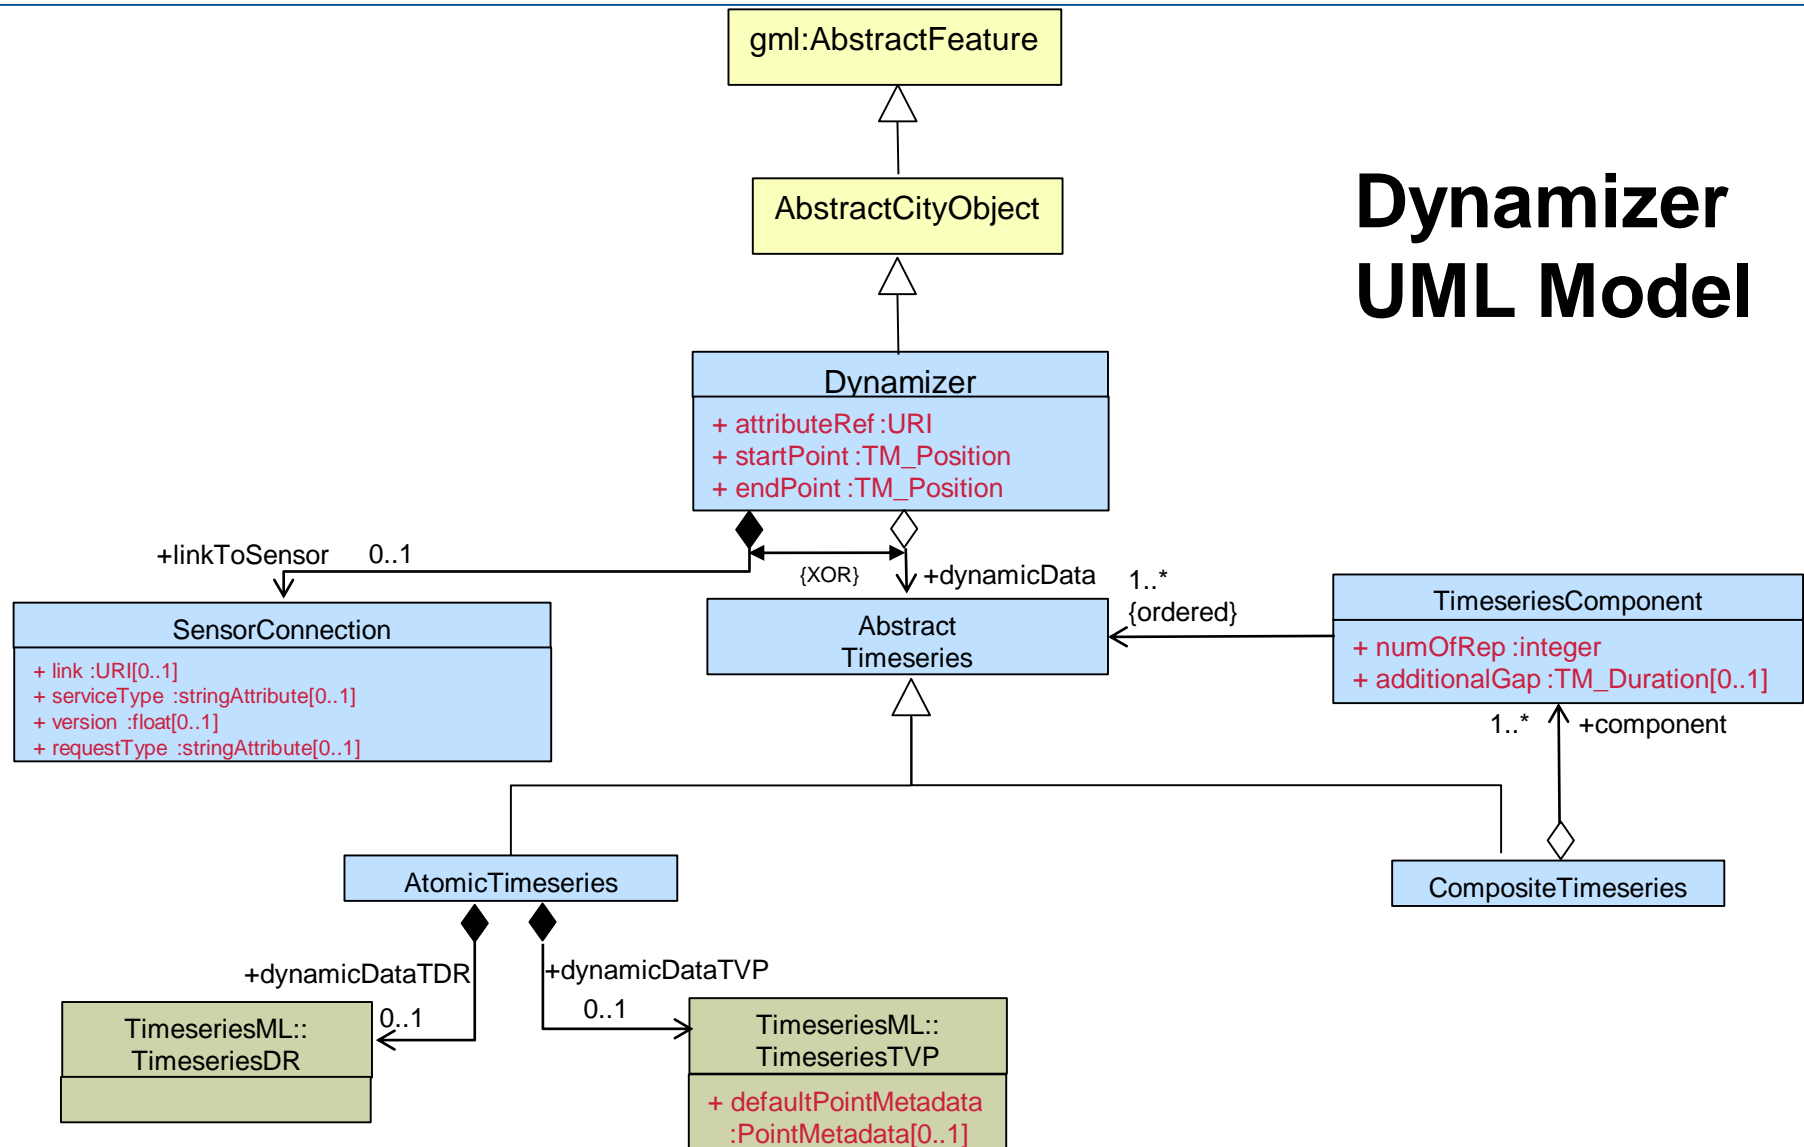 gml:AbstractFeature
AbstractCityObject
Dynamizer
UML Model
Dynamizer
+ attributeRef :URI
+ startPoint :TM_Position
+ endPoint :TM_Position
+linkToSensor 0..1
{XOR}
+dynamicData
1..*
{ordered}
SensorConnection
+ link :URI[0..1]
+ serviceType :stringAttribute[0..1]
+ version :float[0..1]
+ requestType :stringAttribute[0..1]
Abstract
Timeseries
TimeseriesComponent
+ numOfRep :integer
+ additionalGap :TM_Duration[0..1]
1..* +component
AtomicTimeseries
CompositeTimeseries
+dynamicDataTDR
0..1
+dynamicDataTVP
0..1
TimeseriesML::
TimeseriesDR
TimeseriesML::
TimeseriesTVP
+ defaultPointMetadata
:PointMetadata[0..1]